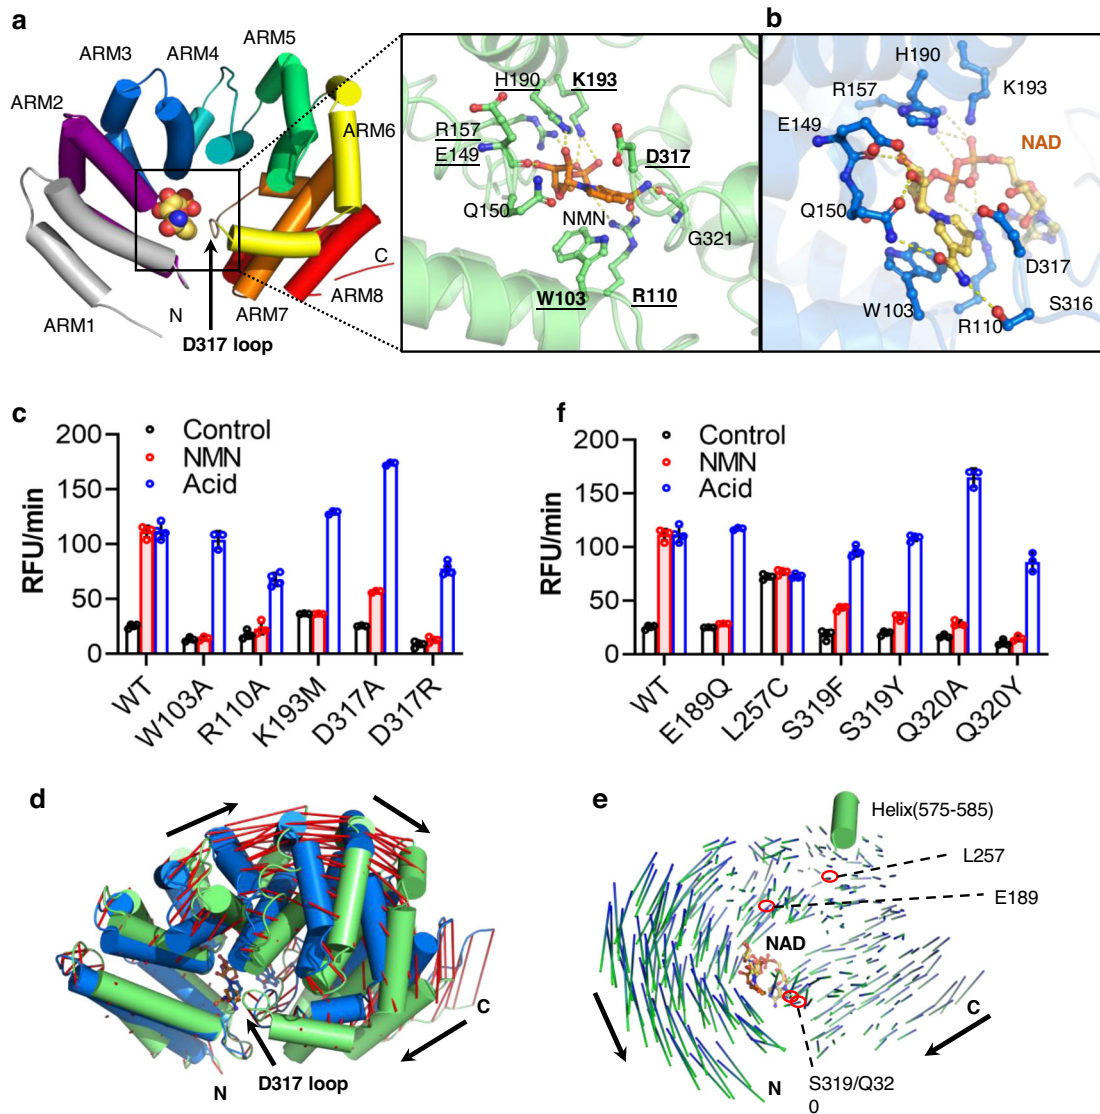 a
ARM3
ARM4
ARM5
ARM2
ARM6
ARM1
N
ARM7
ARM8
C
D317 loop
H190
K193
R157
E149
D317
Q150
NMN
G321
W103
R110
b
H190
R157
K193
E149
NAD
Q150
D317
W103
R110
S316
c
Control
NMN
Acid
RFU/min
200
150
100
50
0
WT
W103A
R110A
K193M
D317A
D317R
f
Control
NMN
Acid
RFU/min
200
150
100
50
0
WT
E189Q
L257C
S319F
S319Y
Q320A
Q320Y
d
C
N
D317 loop
e
Helix(575-585)
L257
E189
NAD
C
N
S319/Q32
0